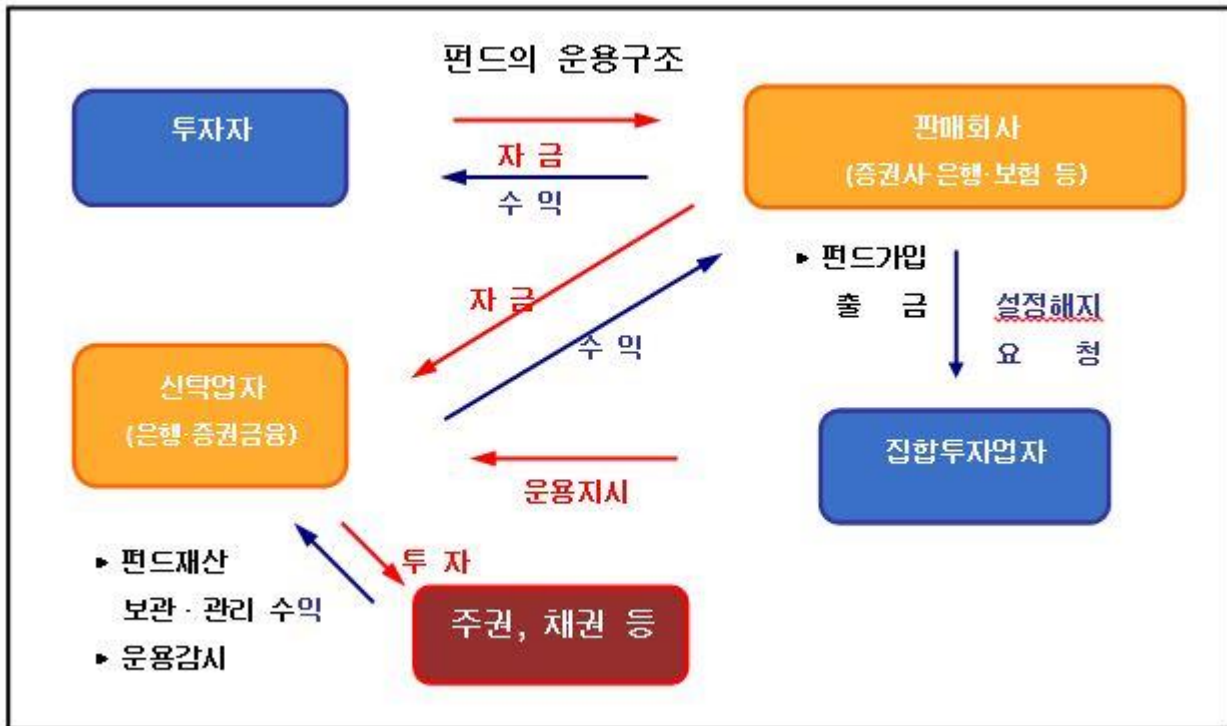 펀드의 운용구조
투자자
판매회사
(증권사·은행·보험 등)
자 금
수 익
▸ 펀드가입
출 금
설정해지
요 청
자 금
수 익
신탁업자
(은행·증권금융)
집합투자업자
운용지시
▸ 펀드재산
보관·관리 수익
▸ 운용감시
투 자
주권, 채권 등